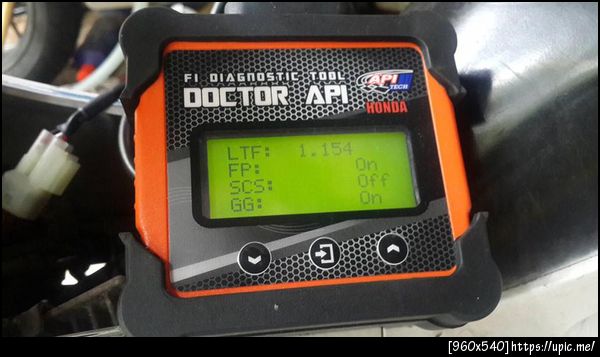 FI DIAGNOSTIC TOOL
DOCTOR API
API TECH
HONDA
LTF: 1.154
FP: On
SCS: Off
GG: On
[960x540]https://upic.me/